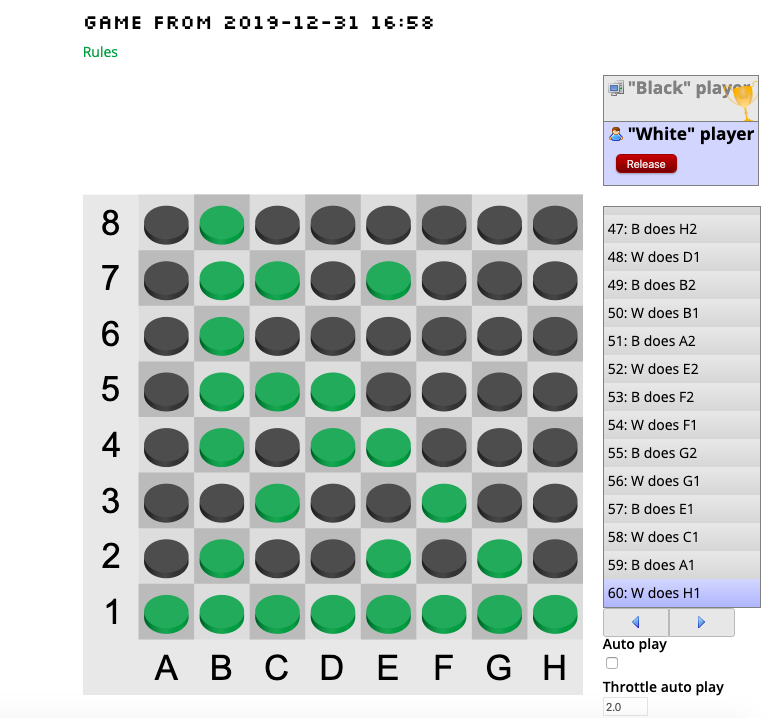 GAME FROM 2019-12-31 16:58
Rules
"Black" player
"White" player
Release
47: B does H2
48: W does D1
49: B does B2
50: W does B1
51: B does A2
52: W does E2
53: B does F2
54: W does F1
55: B does G2
56: W does G1
57: B does E1
58: W does C1
59: B does A1
60: W does H1
8
7
6
5
4
3
2
1
A B C D E F G H
Auto play
Throttle auto play
2.0